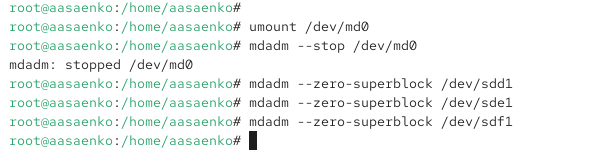 root@aasaenko:/home/aasaenko#
root@aasaenko:/home/aasaenko# umount /dev/md0
root@aasaenko:/home/aasaenko# mdadm --stop /dev/md0
mdadm: stopped /dev/md0
root@aasaenko:/home/aasaenko# mdadm --zero-superblock /dev/sdd1
root@aasaenko:/home/aasaenko# mdadm --zero-superblock /dev/sde1
root@aasaenko:/home/aasaenko# mdadm --zero-superblock /dev/sdf1
root@aasaenko:/home/aasaenko#